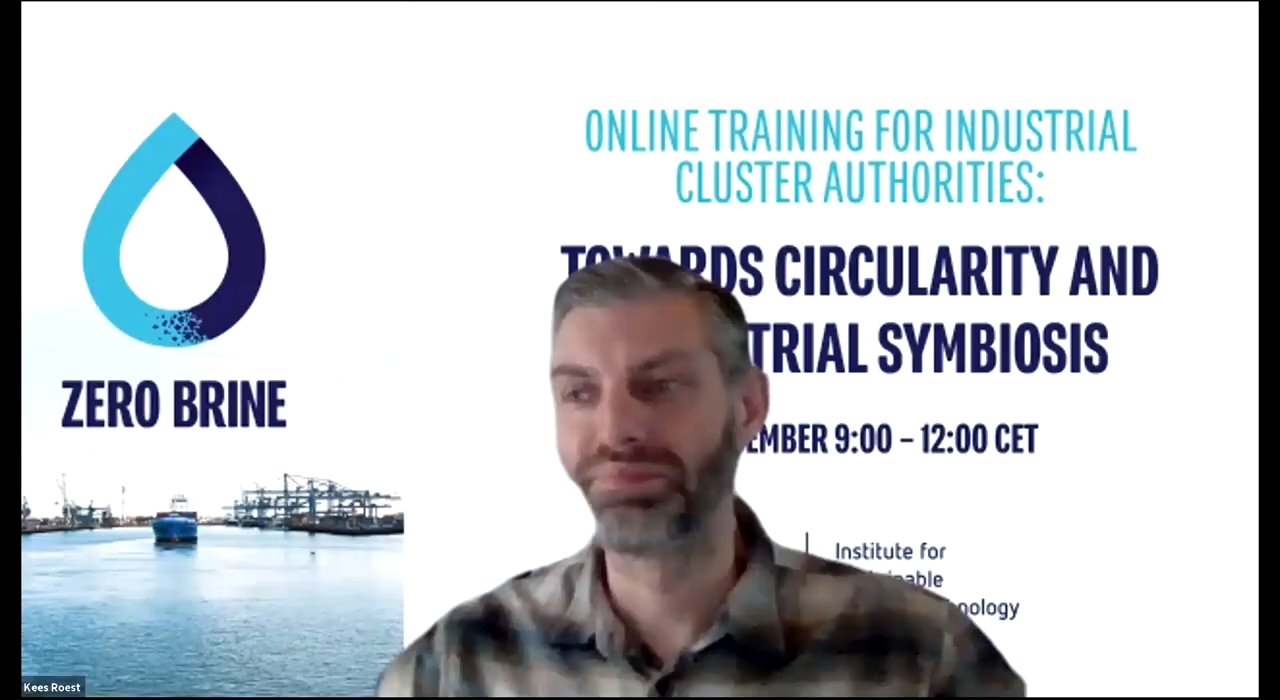 ONLINE TRAINING FOR INDUSTRIAL
CLUSTER AUTHORITIES:
TOWARDS CIRCULARITY AND
TRIAL SYMBIOSIS
EMBER 9:00 – 12:00 CET
ZERO BRINE
Institute for
Kees Roest